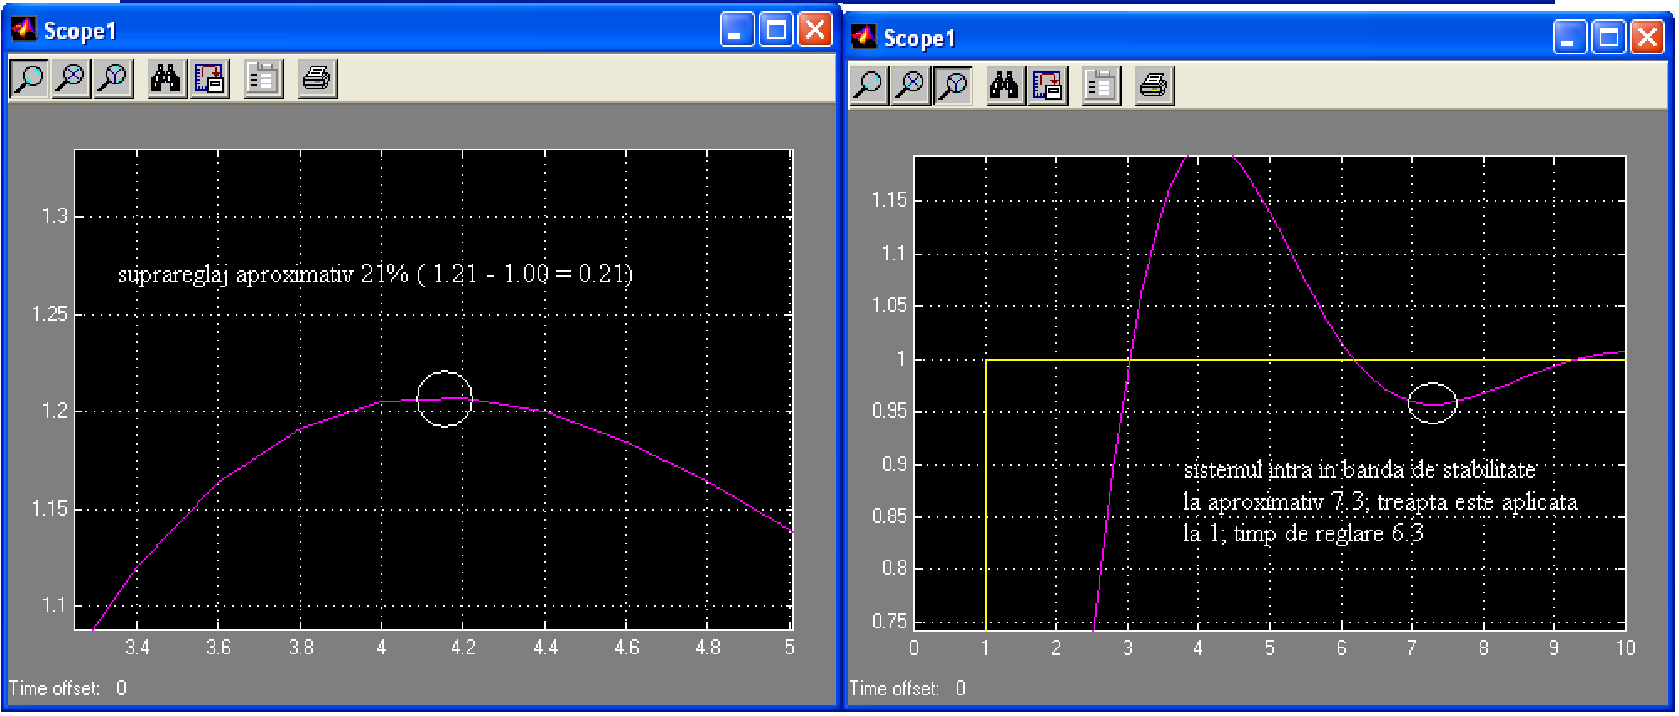 Scope1
1.3
1.25
1.2
1.15
1.1
suprareglaj aproximativ 21% ( 1.21 - 1.00 = 0.21)
3.4 3.6 3.8 4 4.2 4.4 4.6 4.8 5
Time offset: 0
Scope1
1.15
1.1
1.05
1
0.95
0.9
0.85
0.8
0.75
sistemul intra in banda de stabilitate
la aproximativ 7.3; treapta este aplicata
la 1; timp de reglare 6.3
0 1 2 3 4 5 6 7 8 9 10
Time offset: 0